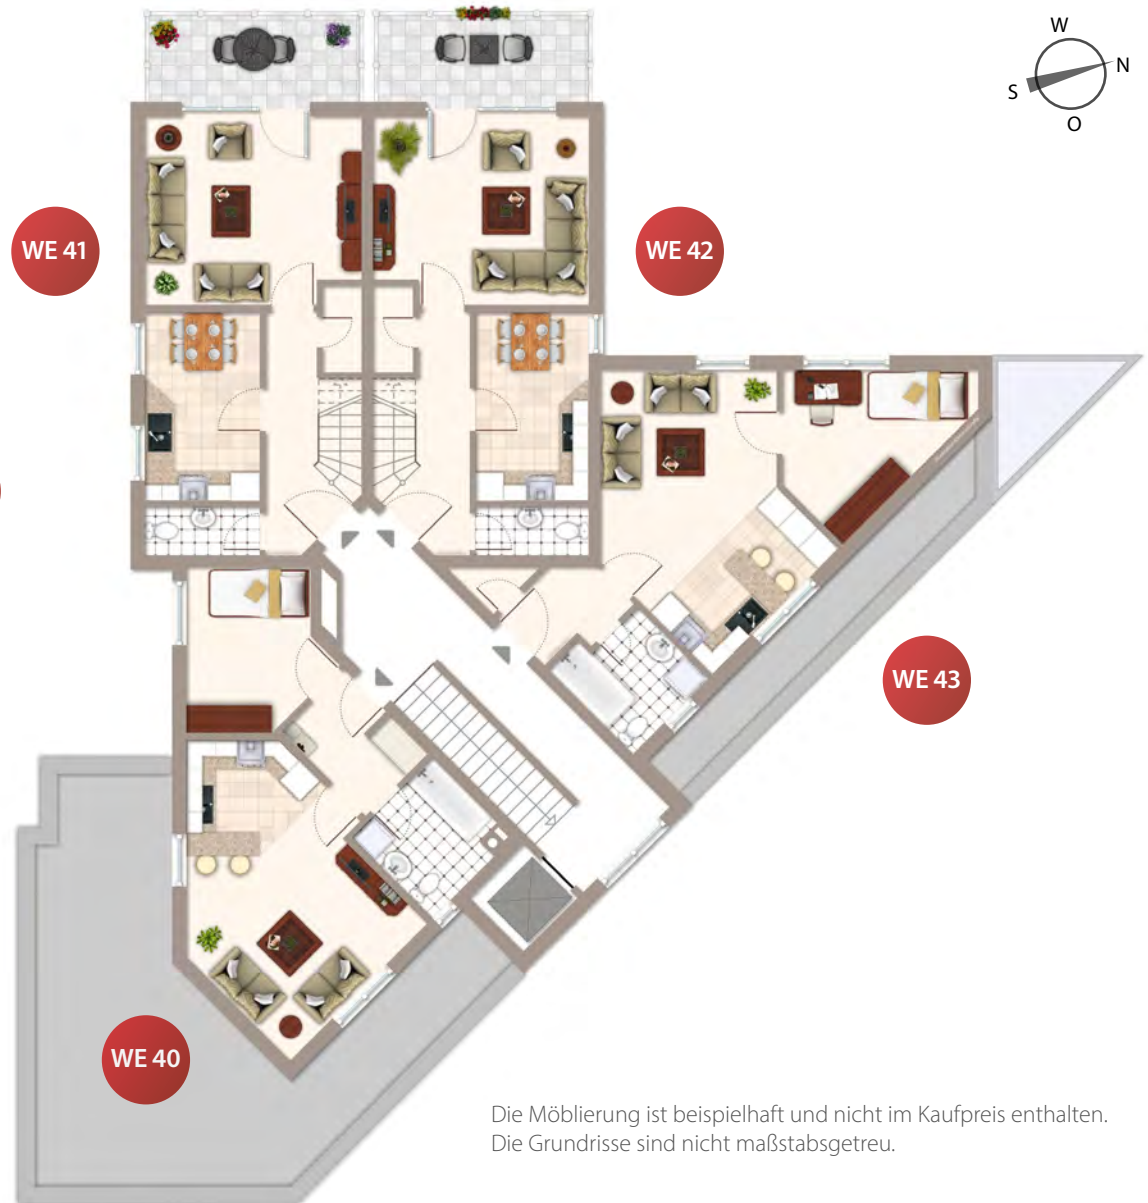 W
N
S
O
WE 41
WE 42
WE 43
WE 40
Die Möblierung ist beispielhaft und nicht im Kaufpreis enthalten.
Die Grundrisse sind nicht maßstabsgetreu.